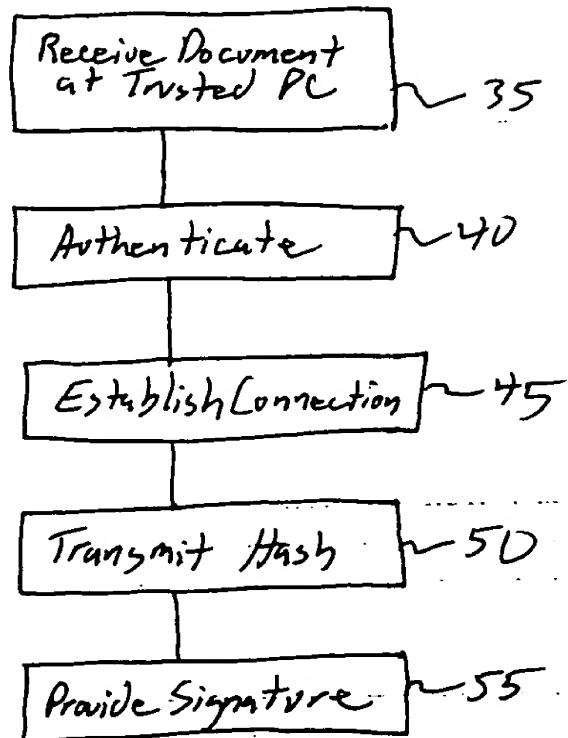 Receive Document
at Trusted PC
35
Authenticate
40
Establish Connection
45
Transmit Hash
50
Provide Signature
55